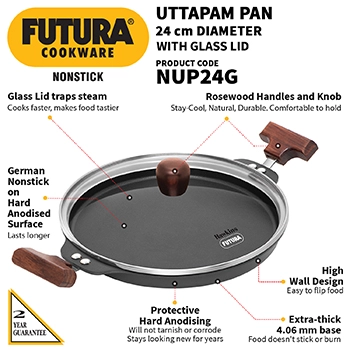 FUTURA®
COOKWARE
NONSTICK
UTTAPAM PAN
24 cm DIAMETER
WITH GLASS LID
PRODUCT CODE
NUP24G
Glass Lid traps steam
Cooks faster, makes food tastier
Rosewood Handles and Knob
Stay-Cool, Natural, Durable. Comfortable to hold
German
Nonstick
on
Hard
Anodised
Surface
Lasts longer
Hawkins
FUTURA
High
Wall Design
Easy to flip food
2
YEAR
GUARANTEE
Protective
Hard Anodising
Will not tarnish or corrode
Stays looking new for years
Extra-thick
4.06 mm base
Food doesn't stick or burn